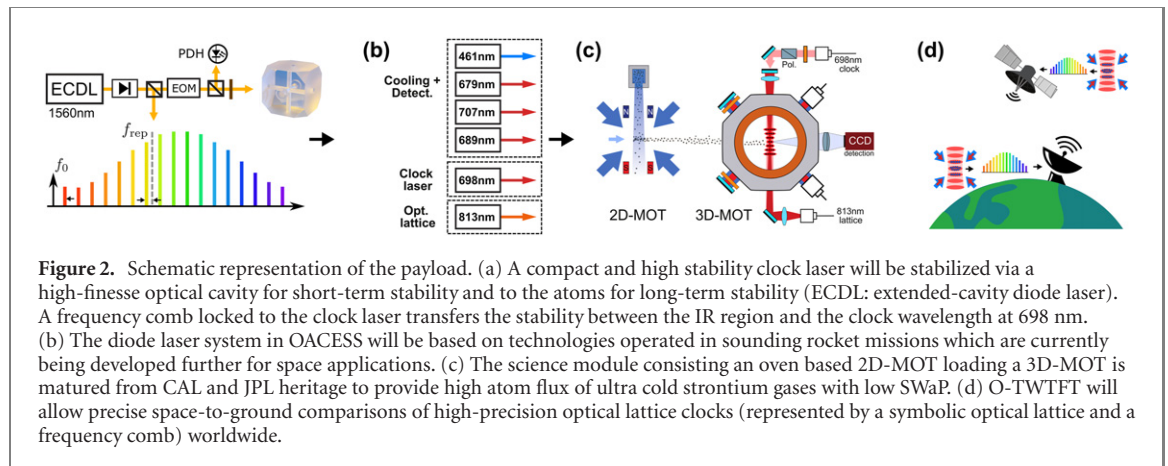 PDH
ECDL
1560nm
EOM
f0
frep
(b)
461nm
Cooling +
Detect.
679nm
707nm
689nm
Clock
laser
698nm
Opt.
lattice
813nm
(c)
N
N
S
S
2D-MOT
3D-MOT
Pol.
698nm
clock
CCD
detection
813nm
lattice
(d)
Figure 2. Schematic representation of the payload. (a) A compact and high stability clock laser will be stabilized via a
high-finesse optical cavity for short-term stability and to the atoms for long-term stability (ECDL: extended-cavity diode laser).
A frequency comb locked to the clock laser transfers the stability between the IR region and the clock wavelength at 698 nm.
(b) The diode laser system in OACESS will be based on technologies operated in sounding rocket missions which are currently
being developed further for space applications. (c) The science module consisting an oven based 2D-MOT loading a 3D-MOT is
matured from CAL and JPL heritage to provide high atom flux of ultra cold strontium gases with low SWaP. (d) O-TWTFT will
allow precise space-to-ground comparisons of high-precision optical lattice clocks (represented by a symbolic optical lattice and a
frequency comb) worldwide.